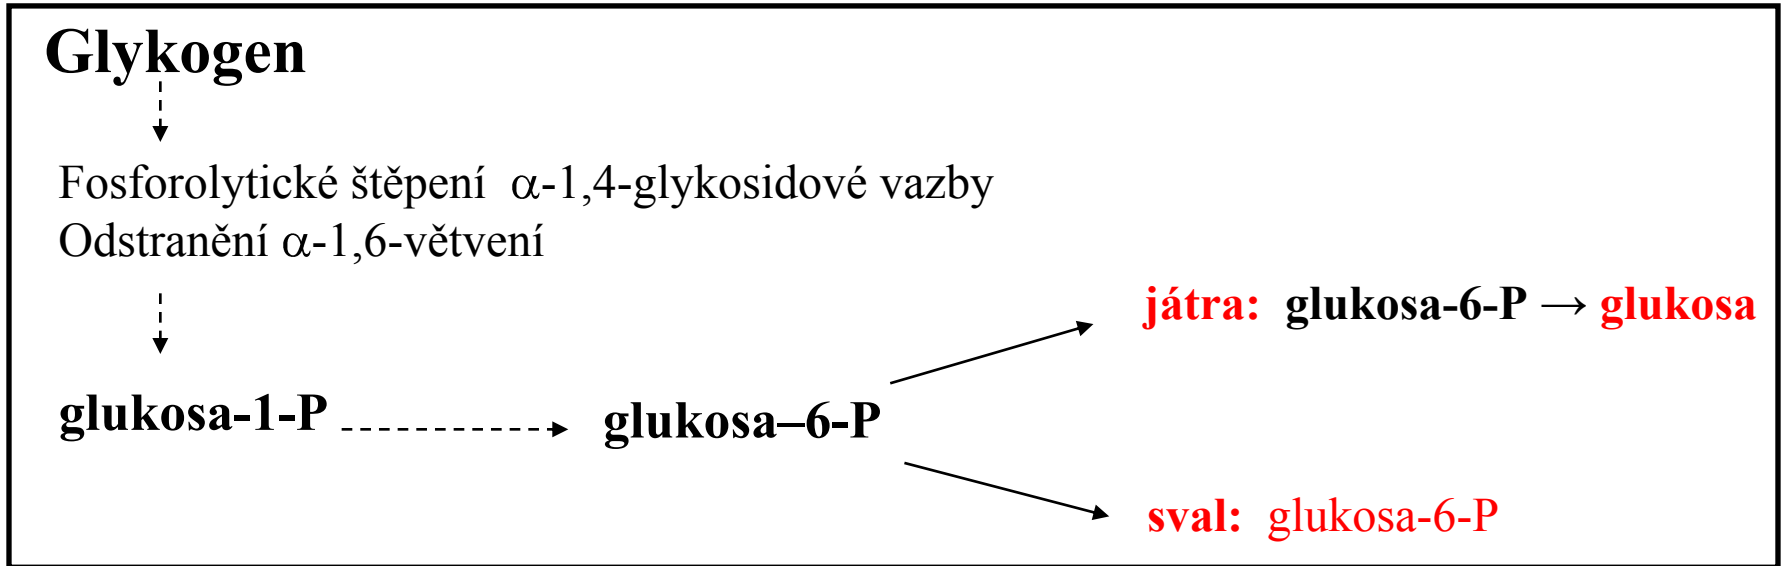 Glykogen
Fosforolytické štěpení α-1,4-glykosidové vazby
Odstranění α-1,6-větvení
játra: glukosa-6-P → glukosa
glukosa-1-P
glukosa–6-P
sval: glukosa-6-P